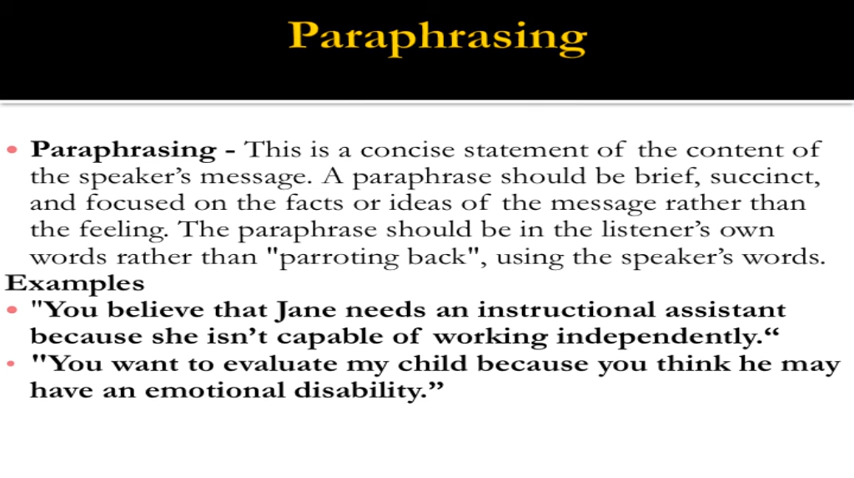 Paraphrasing
• Paraphrasing - This is a concise statement of the content of
the speaker’s message. A paraphrase should be brief, succinct,
and focused on the facts or ideas of the message rather than
the feeling. The paraphrase should be in the listener’s own
words rather than "parroting back", using the speaker’s words.
Examples
• "You believe that Jane needs an instructional assistant
because she isn’t capable of working independently.“
• "You want to evaluate my child because you think he may
have an emotional disability.”